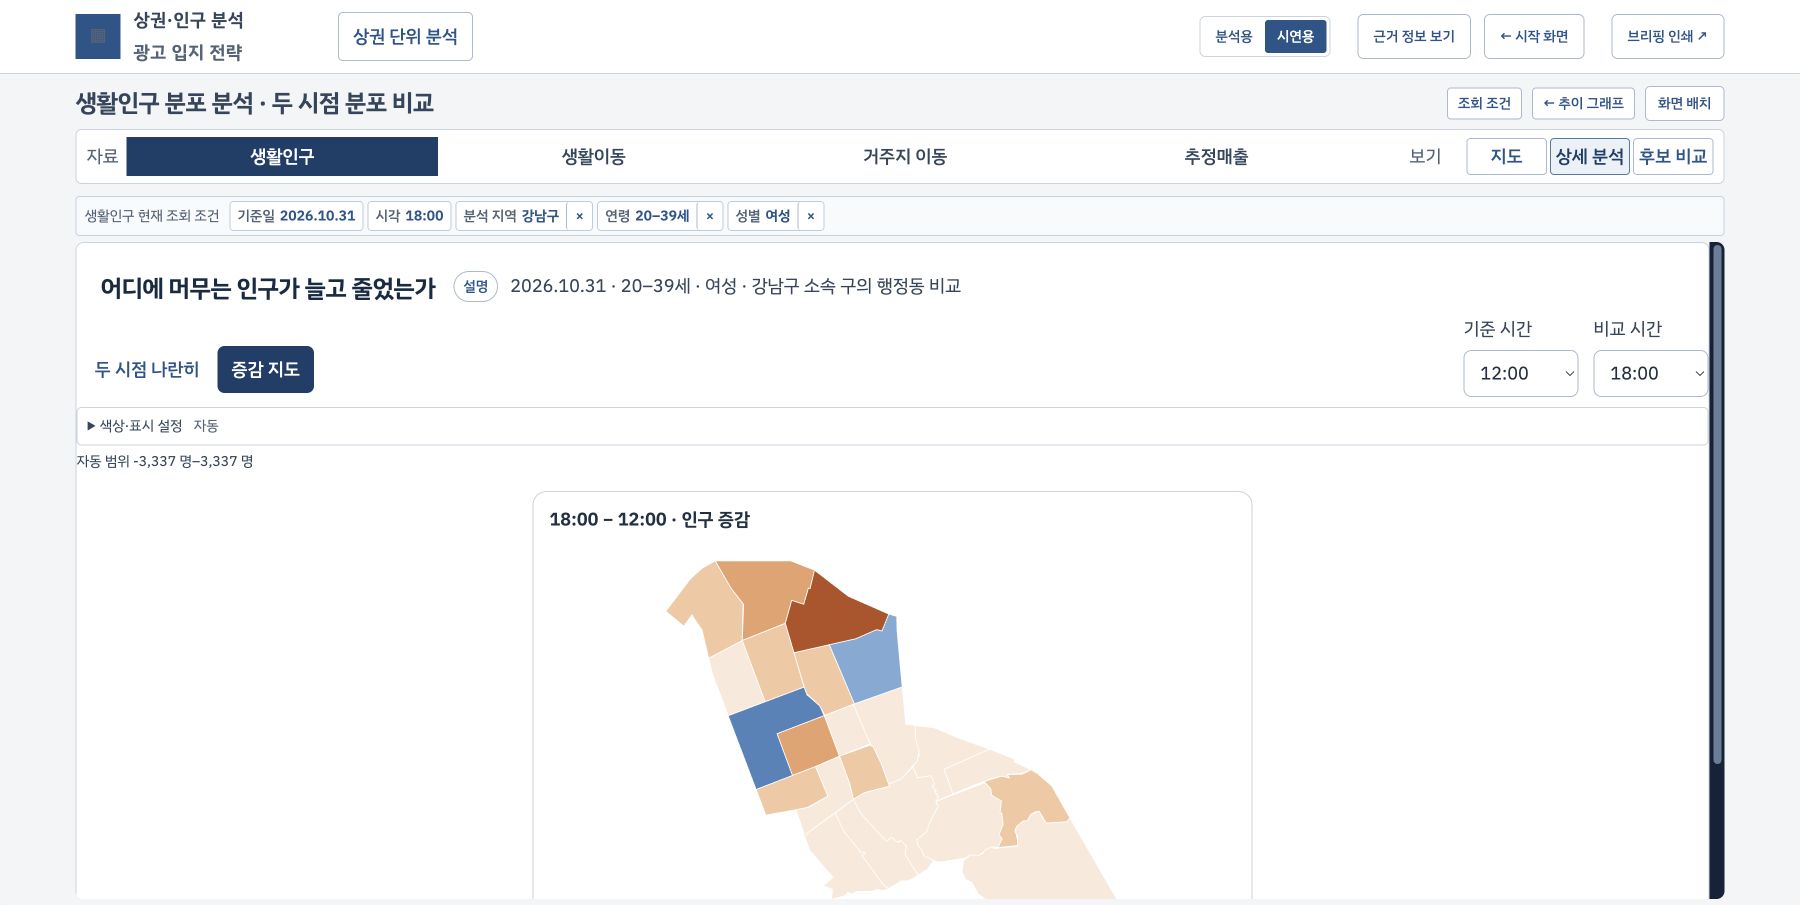 상권·인구 분석
광고 입지 전략
상권 단위 분석
분석용 시연용
근거 정보 보기
← 시작 화면
브리핑 인쇄 ↗
생활인구 분포 분석 · 두 시점 분포 비교
조회 조건
← 추이 그래프
화면 배치
자료 생활인구 생활이동 거주지 이동 추정매출 보기 지도 상세 분석 후보 비교
생활인구 현재 조회 조건 기준일 2026.10.31 시각 18:00 분석 지역 강남구 × 연령 20–39세 × 성별 여성 ×
어디에 머무는 인구가 늘고 줄었는가 설명 2026.10.31 · 20–39세 · 여성 · 강남구 소속 구의 행정동 비교
기준 시간 비교 시간
두 시점 나란히 증감 지도 12:00 18:00
▶ 색상·표시 설정 자동
자동 범위 -3,337 명–3,337 명
18:00 − 12:00 · 인구 증감